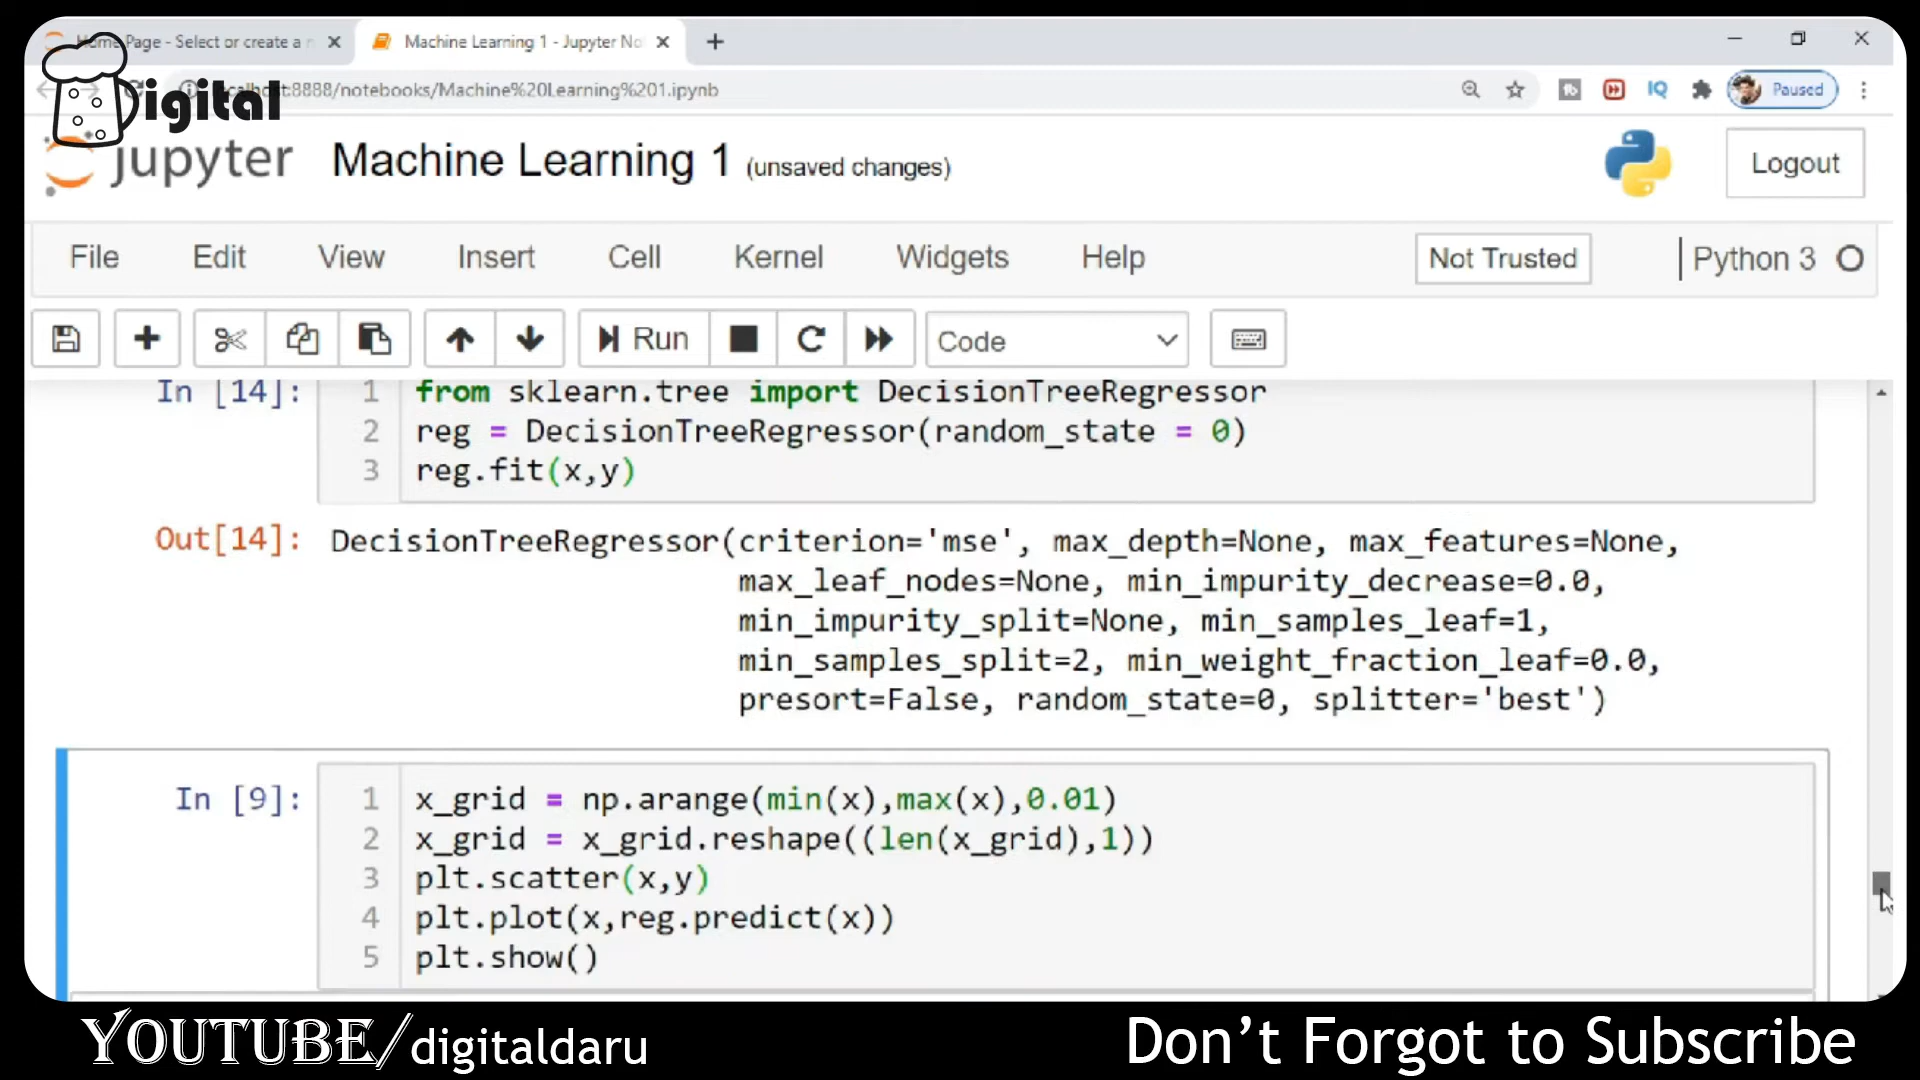 Home Page - Select or create a n
Machine Learning 1 - Jupyter No
Digital
localhost:8888/notebooks/Machine%20Learning%201.ipynb
IQ
Paused
jupyter
Machine Learning 1 (unsaved changes)
Logout
File Edit View Insert Cell Kernel Widgets Help
Not Trusted
Python 3
Run
Code
In [14]:
1 from sklearn.tree import DecisionTreeRegressor
2 reg = DecisionTreeRegressor(random_state = 0)
3 reg.fit(x,y)
Out[14]: DecisionTreeRegressor(criterion='mse', max_depth=None, max_features=None,
max_leaf_nodes=None, min_impurity_decrease=0.0,
min_impurity_split=None, min_samples_leaf=1,
min_samples_split=2, min_weight_fraction_leaf=0.0,
presort=False, random_state=0, splitter='best')
In [9]:
1 x_grid = np.arange(min(x),max(x),0.01)
2 x_grid = x_grid.reshape((len(x_grid),1))
3 plt.scatter(x,y)
4 plt.plot(x,reg.predict(x))
5 plt.show()
YOUTUBE/digitaldaru
Don't Forgot to Subscribe